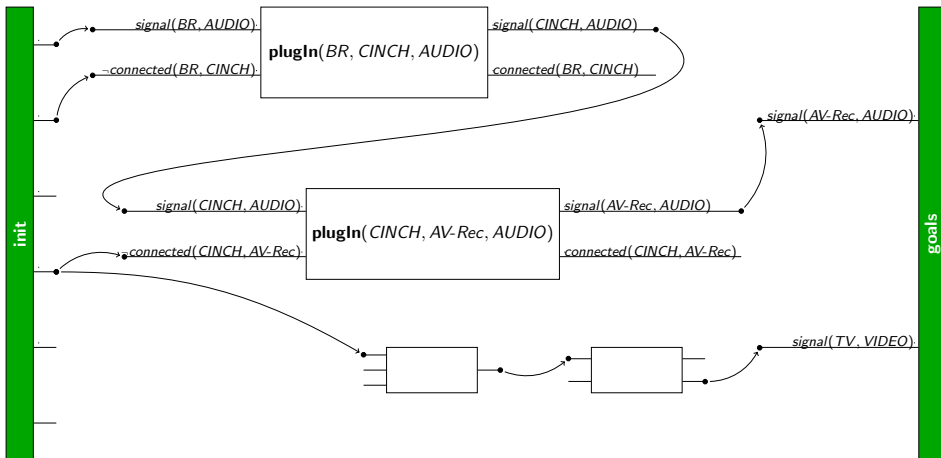 signal(BR, AUDIO)
¬connected(BR, CINCH)
plugIn(BR, CINCH, AUDIO)
signal(CINCH, AUDIO)
connected(BR, CINCH)
signal(AV-Rec, AUDIO)
init
signal(CINCH, AUDIO)
¬connected(CINCH, AV-Rec)
plugIn(CINCH, AV-Rec, AUDIO)
signal(AV-Rec, AUDIO)
connected(CINCH, AV-Rec)
goals
signal(TV, VIDEO)